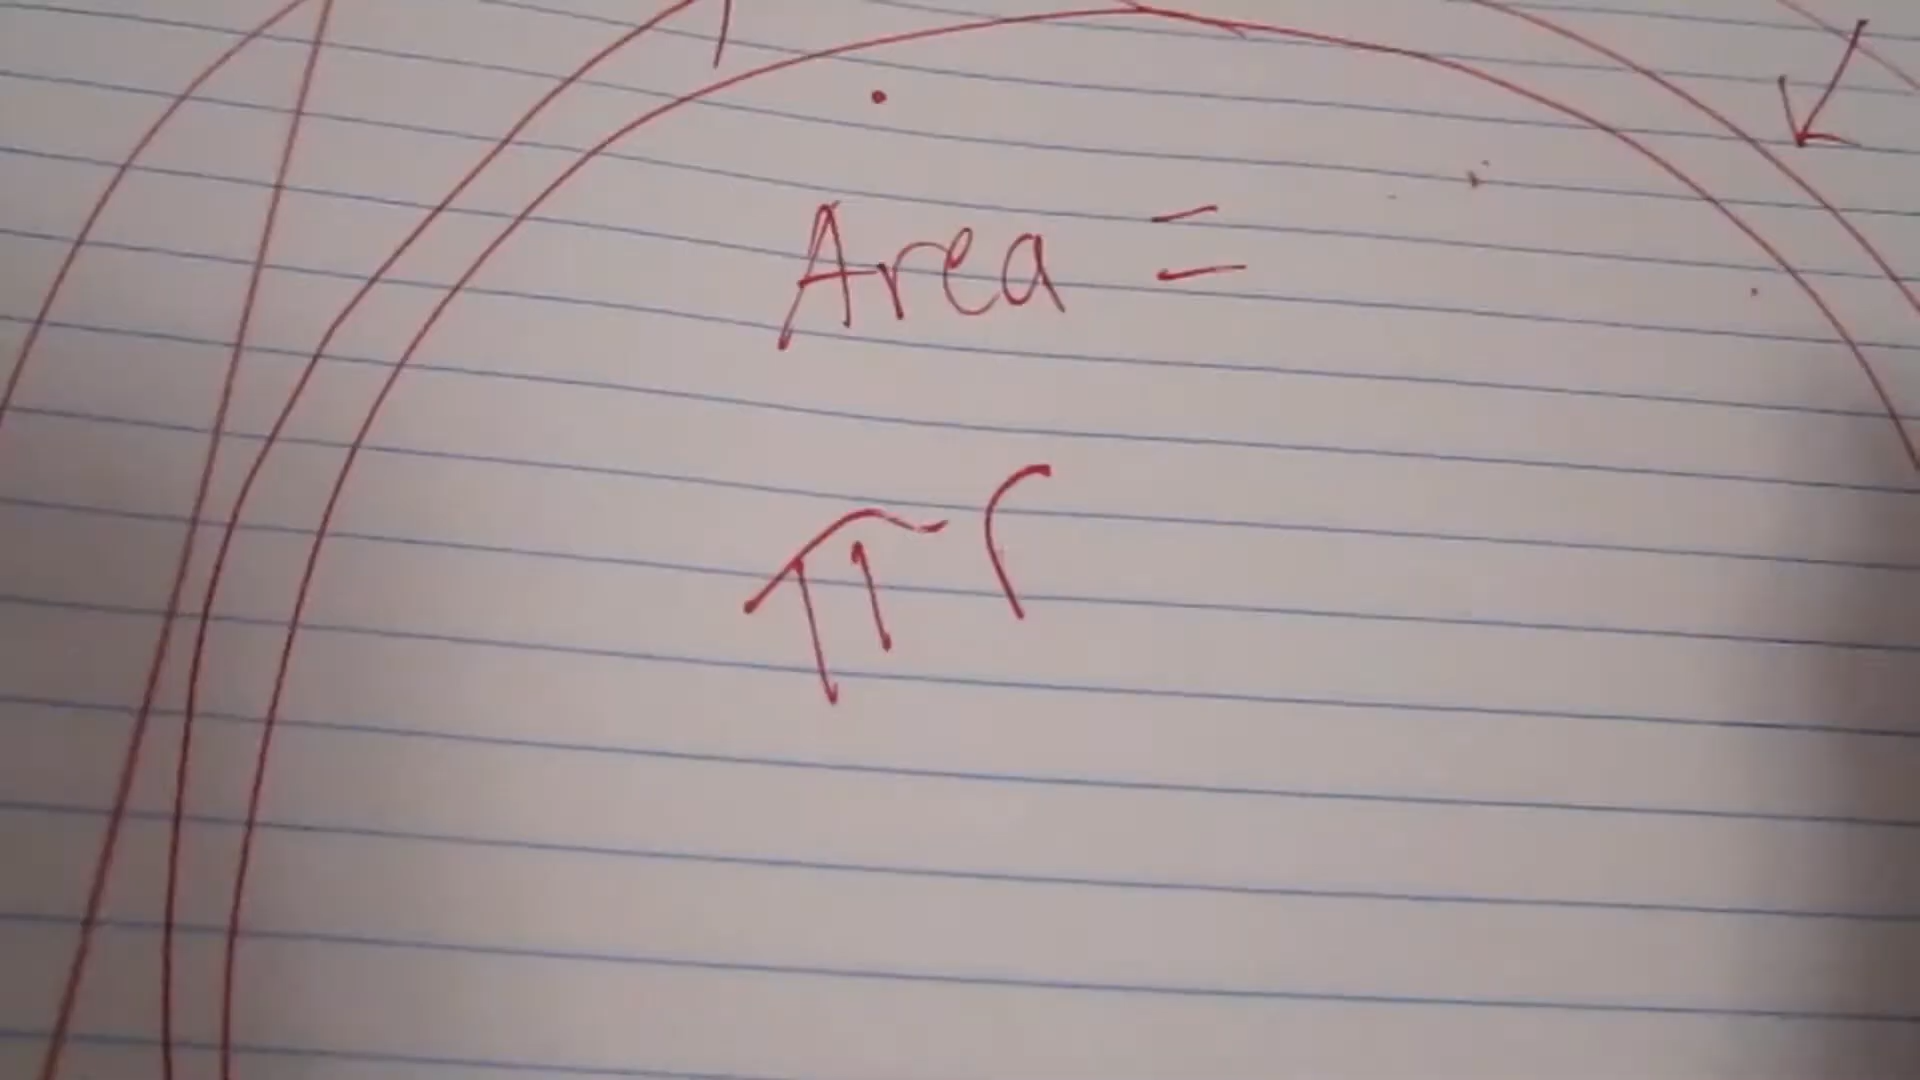 Area =
πr